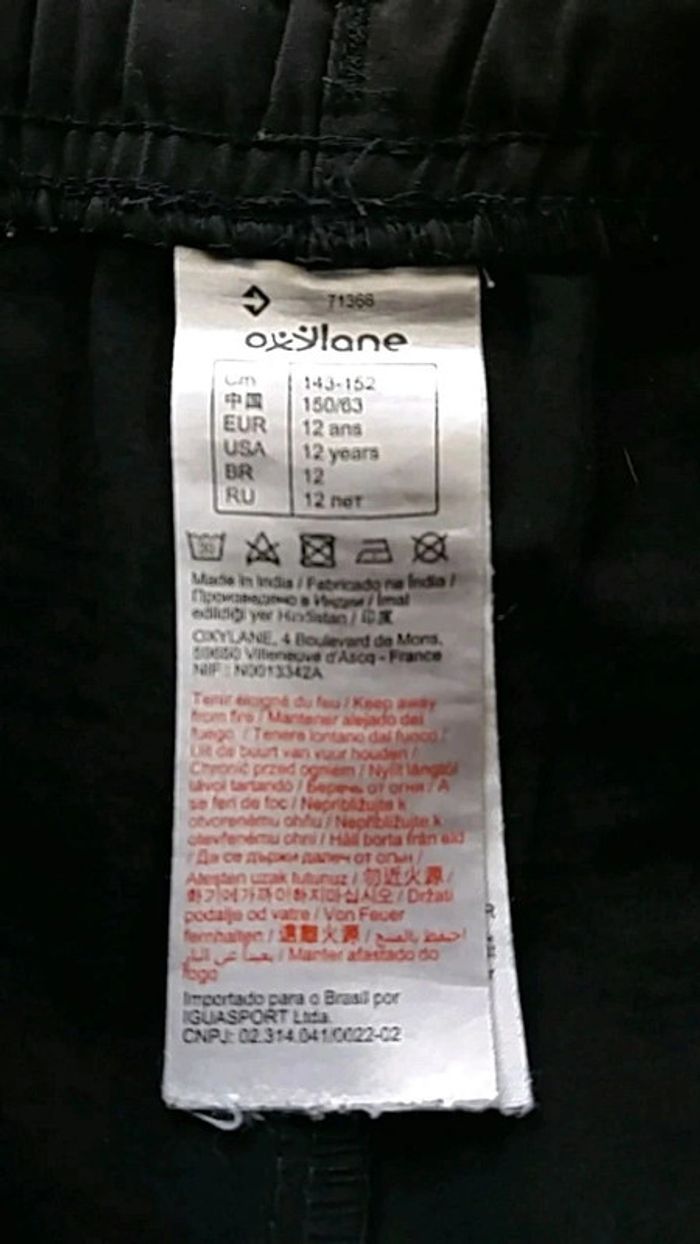 71366
oxylane
cm 143-152
中国 150/63
EUR 12 ans
USA 12 years
BR 12
RU 12 лет
30
Made in India / Fabricado na Índia /
Произведено в Индии / İmal
edildiği yer Hindistan / 印度
OXYLANE, 4 Boulevard de Mons,
59650 Villeneuve d'Ascq - France
NIF : N0013342A
Tenir éloigné du feu / Keep away
from fire / Mantener alejado del
fuego / Tenere lontano dal fuoco /
Uit de buurt van vuur houden /
Chronić przed ogniem / Nyílt lángtól
távol tartandó / Беречь от огня / A
se feri de foc / Nepribližujte k
otvorenému ohňu / Nepřibližujte k
otevřenému ohni / Håll borta från eld
/ Да се държи далеч от огън /
Ateşten uzak tutunuz / 勿近火源 /
화기에 가까이하지마십시오 / Držati
podalje od vatre / Von Feuer
fernhalten / 遠離火源 / احتفظ بالمنتج
بعيداً عن النار / Manter afastado do
fogo
Importado para o Brasil por
IGUASPORT Ltda.
CNPJ: 02.314.041/0022-02